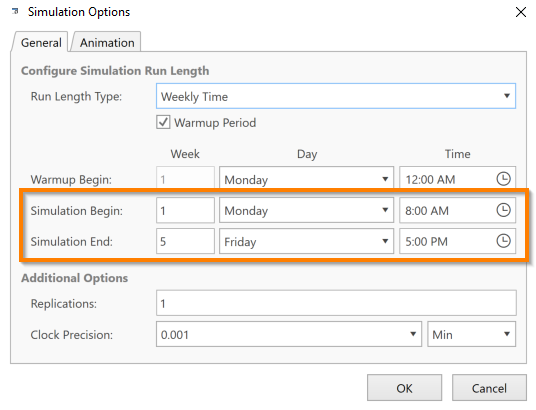 Simulation Options
General Animation
Configure Simulation Run Length
Run Length Type: Weekly Time
Warmup Period
Week Day Time
Warmup Begin: 1 Monday 12:00 AM
Simulation Begin: 1 Monday 8:00 AM
Simulation End: 5 Friday 5:00 PM
Additional Options
Replications: 1
Clock Precision: 0.001 Min
OK Cancel